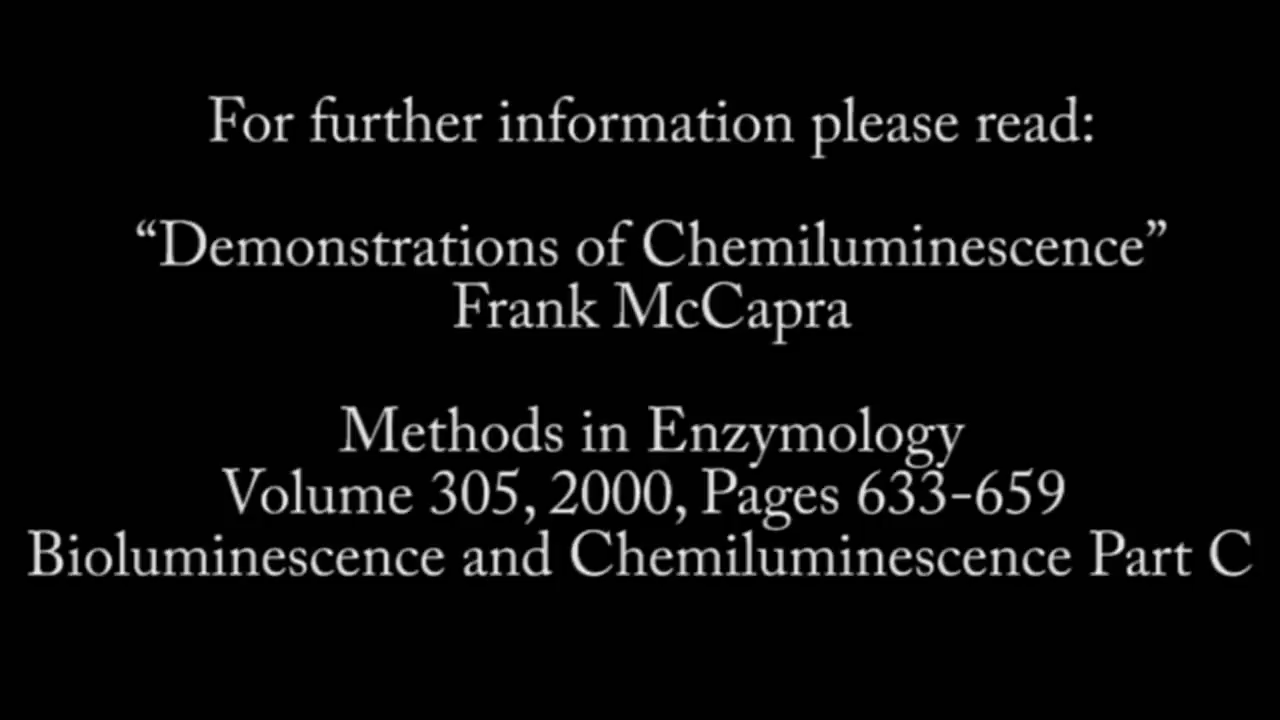 For further information please read:
“Demonstrations of Chemiluminescence”
Frank McCapra
Methods in Enzymology
Volume 305, 2000, Pages 633-659
Bioluminescence and Chemiluminescence Part C